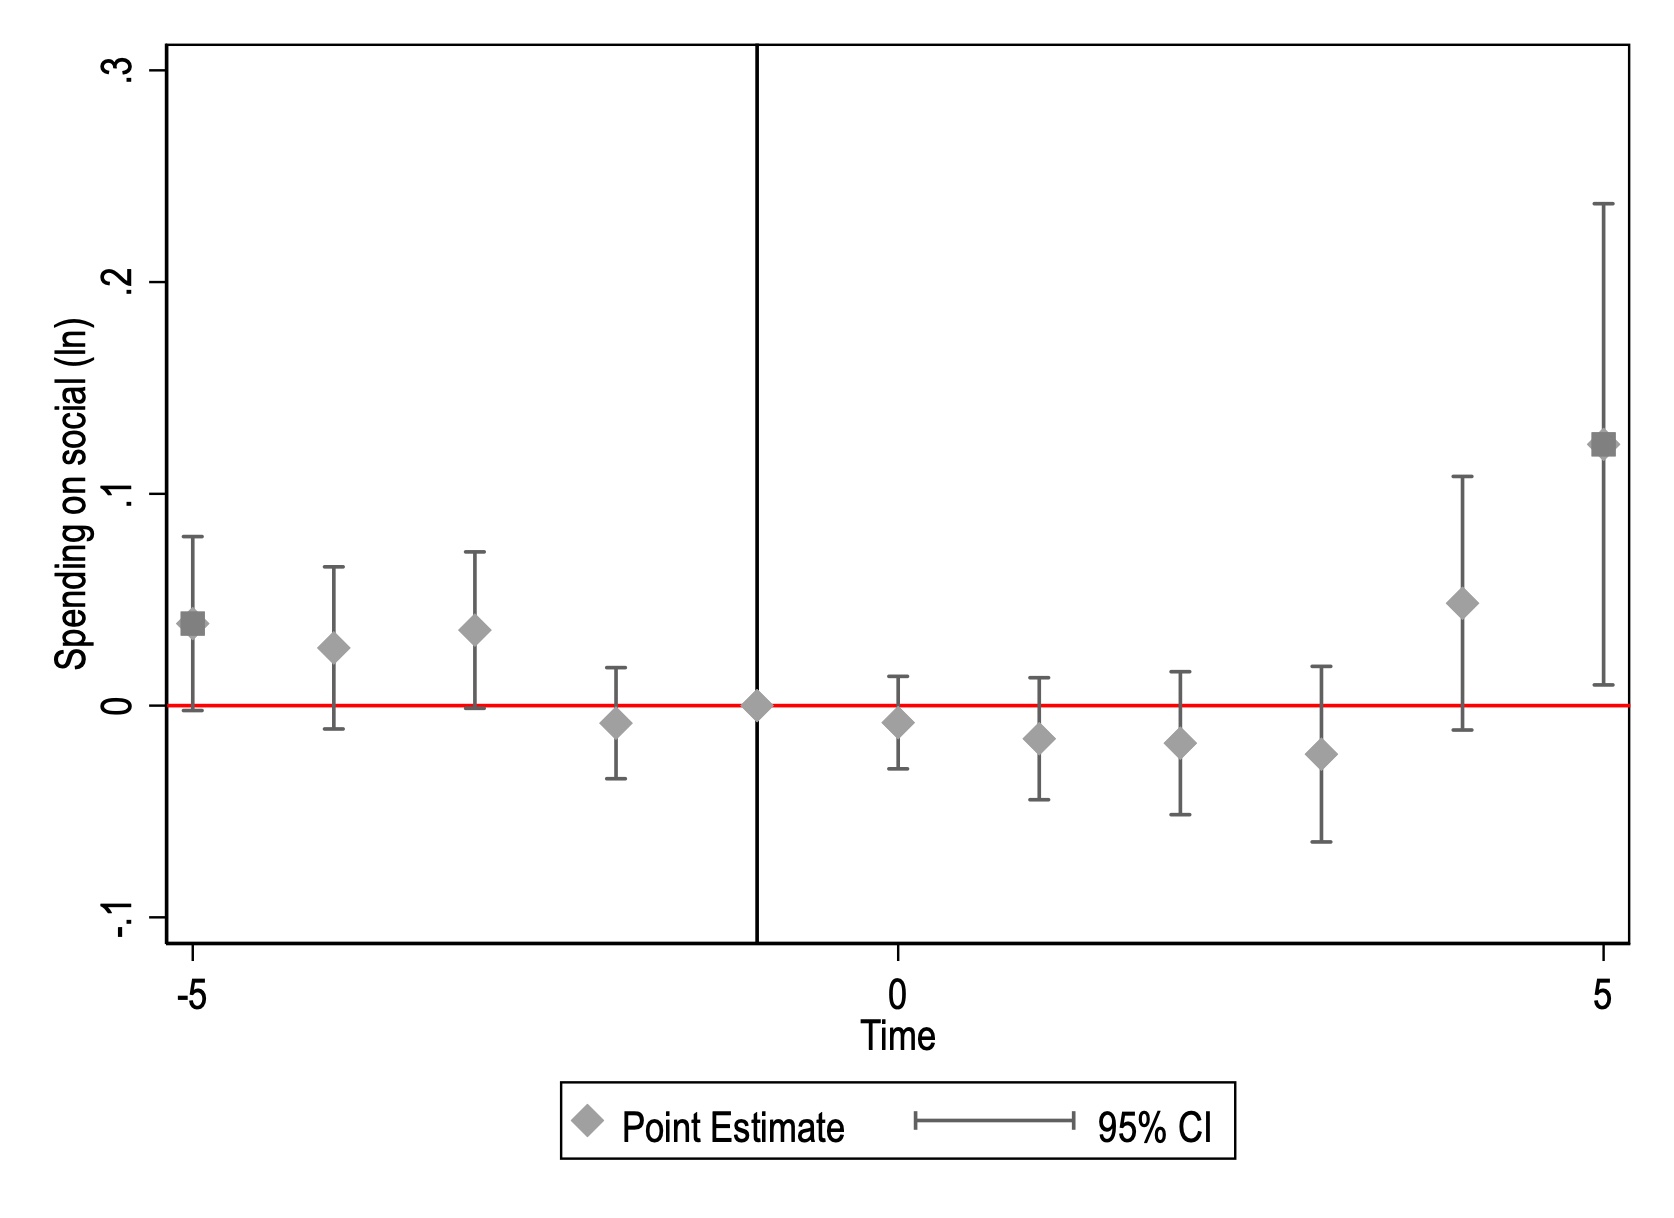 .3
.2
.1
0
-.1
Spending on social (ln)
-5
0
5
Time
Point Estimate
95% CI